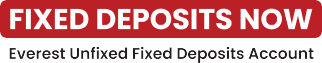 FIXED DEPOSITS NOW
Everest Unfixed Fixed Deposits Account